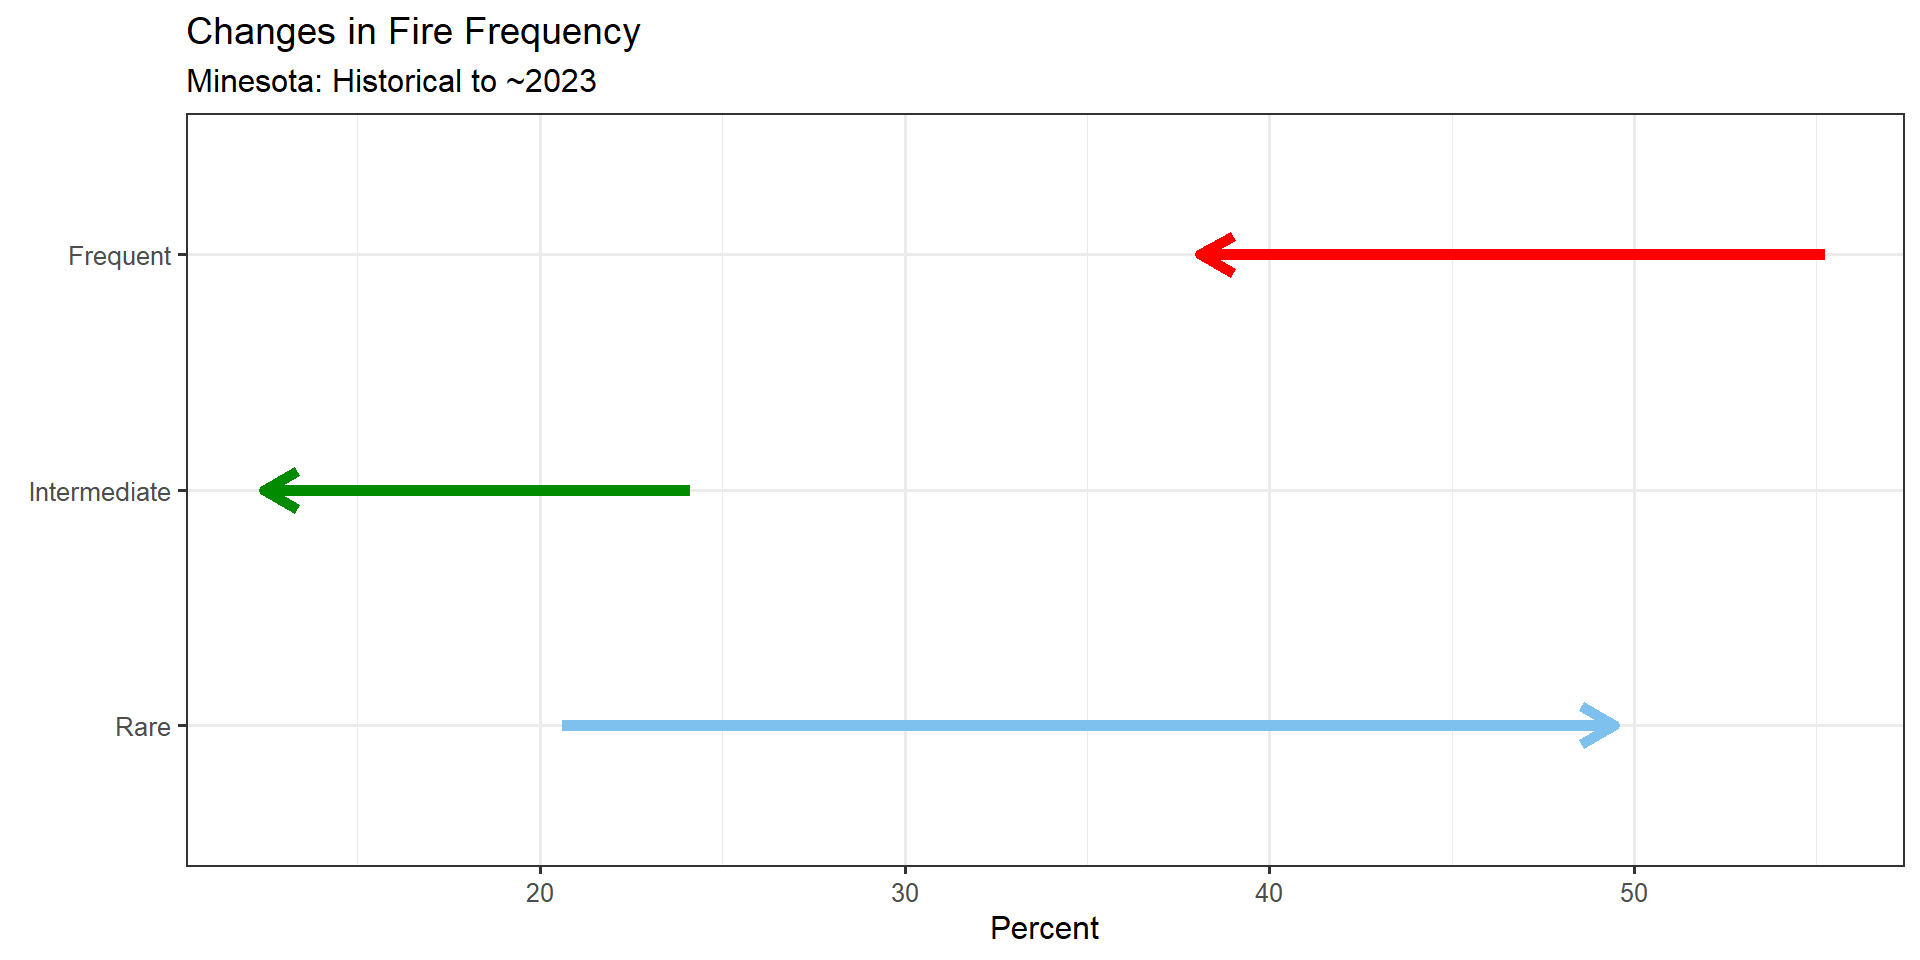 Changes in Fire Frequency
Minesota: Historical to ~2023
Frequent
Intermediate
Rare
20 30 40 50
Percent